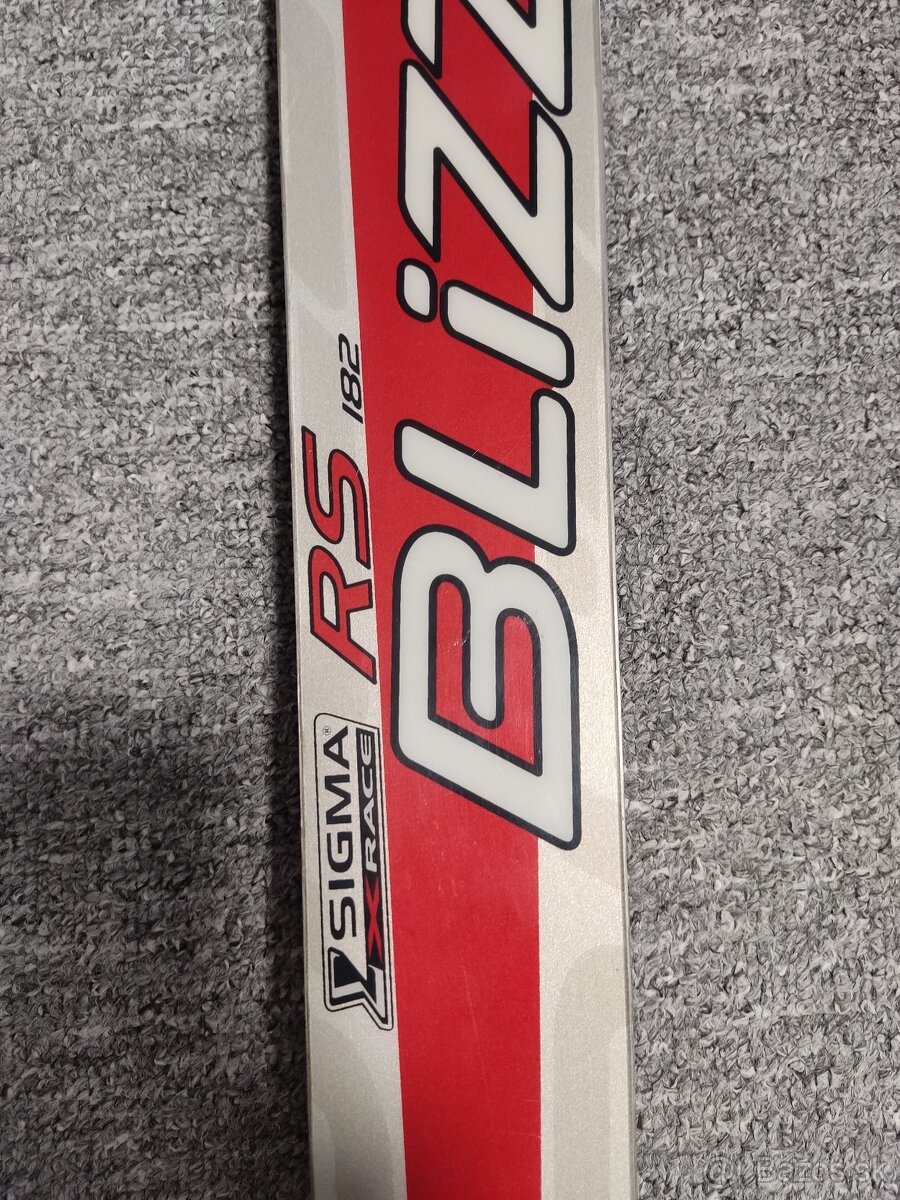 BLiZZ
RS 182
SIGMA®
X RACE
Bazos.sk